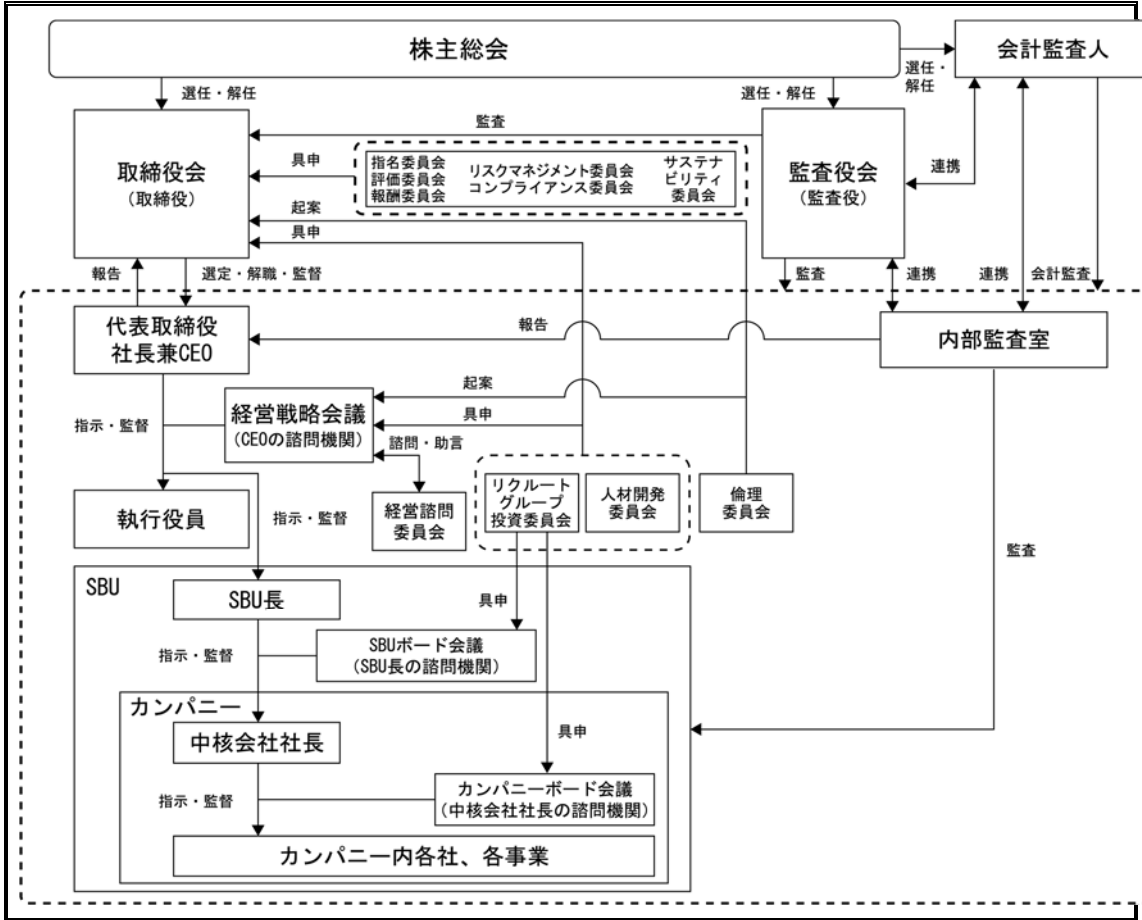 株主総会
会計監査人
選任・
解任
選任・解任
選任・解任
監査
取締役会
(取締役)
具申
指名委員会
評価委員会
報酬委員会
リスクマネジメント委員会
コンプライアンス委員会
サステナ
ビリティ
委員会
監査役会
(監査役)
連携
起案
具申
報告
選定・解職・監督
監査
連携
連携
会計監査
代表取締役
社長兼CEO
報告
内部監査室
起案
経営戦略会議
(CEOの諮問機関)
具申
指示・監督
諮問・助言
執行役員
指示・監督
経営諮問
委員会
リクルート
グループ
投資委員会
人材開発
委員会
倫理
委員会
監査
SBU
SBU長
具申
指示・監督
SBUボード会議
(SBU長の諮問機関)
カンパニー
中核会社社長
具申
指示・監督
カンパニーボード会議
(中核会社社長の諮問機関)
カンパニー内各社、各事業